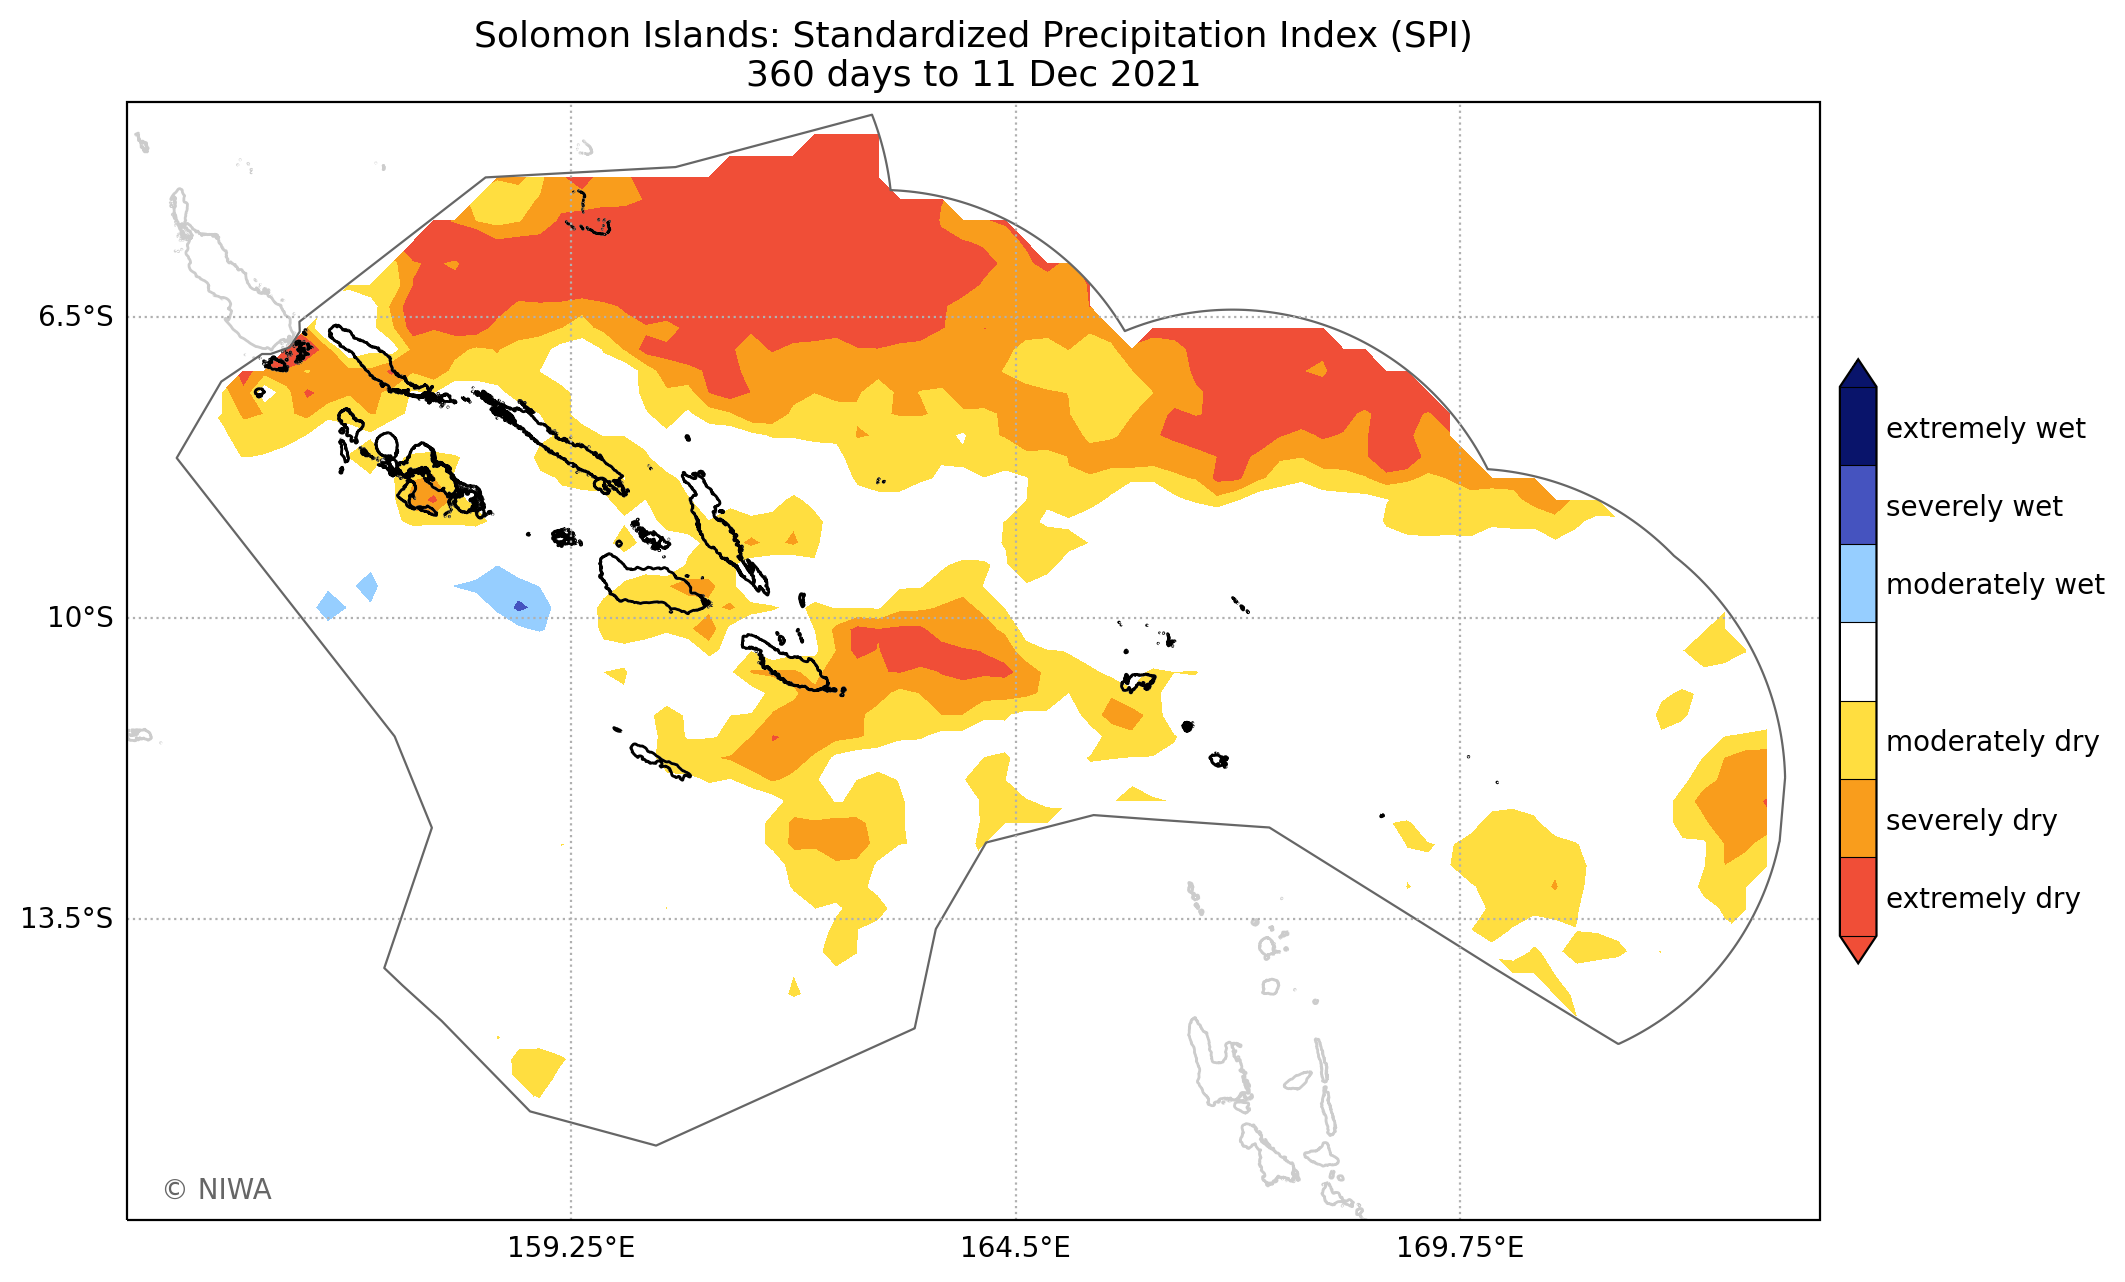 Solomon Islands: Standardized Precipitation Index (SPI)
360 days to 11 Dec 2021
6.5°S
10°S
13.5°S
159.25°E
164.5°E
169.75°E
extremely wet
severely wet
moderately wet
moderately dry
severely dry
extremely dry
© NIWA